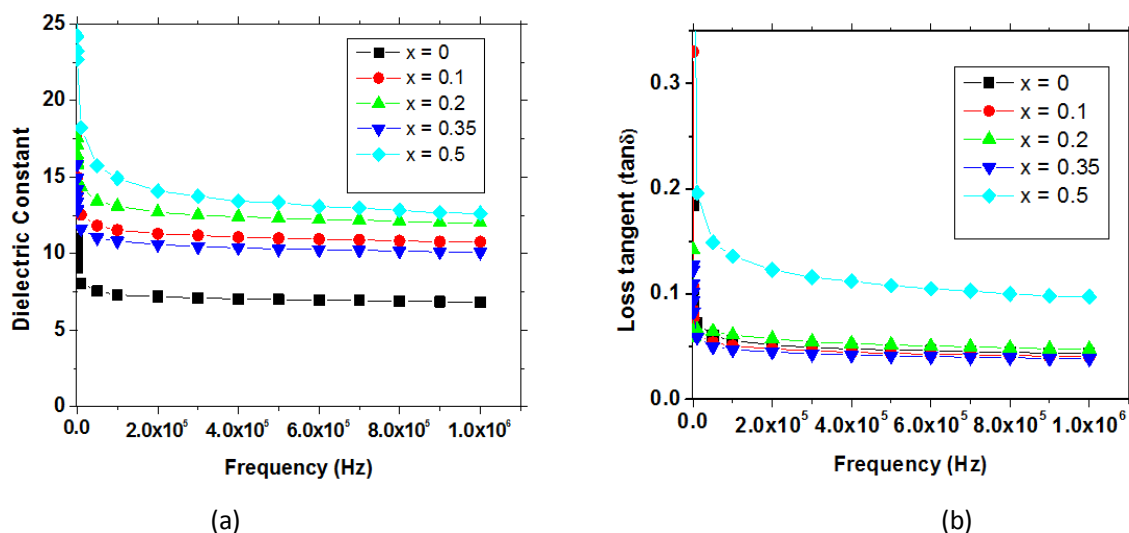 25
20
15
10
5
0
Dielectric Constant
x = 0
x = 0.1
x = 0.2
x = 0.35
x = 0.5
0.0 2.0x10⁵ 4.0x10⁵ 6.0x10⁵ 8.0x10⁵ 1.0x10⁶
Frequency (Hz)
(a)
0.3
0.2
0.1
0.0
Loss tangent (tanδ)
x = 0
x = 0.1
x = 0.2
x = 0.35
x = 0.5
0.0 2.0x10⁵ 4.0x10⁵ 6.0x10⁵ 8.0x10⁵ 1.0x10⁶
Frequency (Hz)
(b)